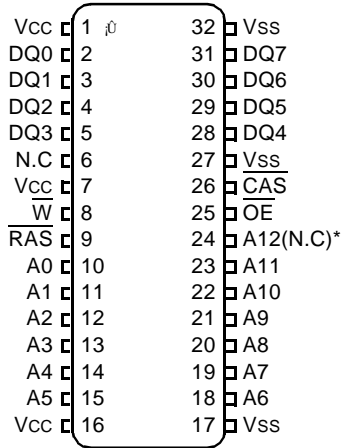 VCC 1 ¡Û 32 VSS
DQ0 2 31 DQ7
DQ1 3 30 DQ6
DQ2 4 29 DQ5
DQ3 5 28 DQ4
N.C 6 27 VSS
VCC 7 26 CAS
W 8 25 OE
RAS 9 24 A12(N.C)*
A0 10 23 A11
A1 11 22 A10
A2 12 21 A9
A3 13 20 A8
A4 14 19 A7
A5 15 18 A6
VCC 16 17 VSS